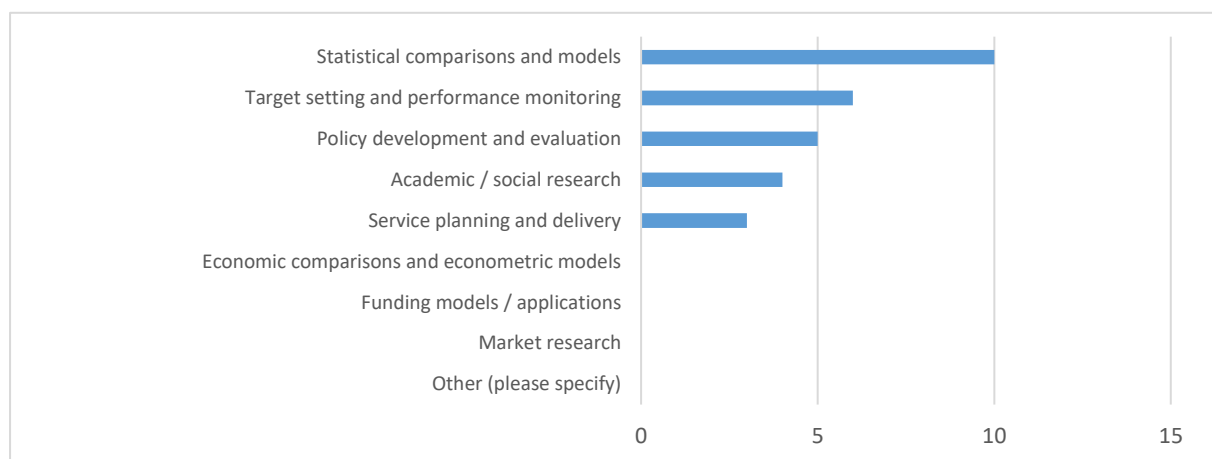 Statistical comparisons and models
Target setting and performance monitoring
Policy development and evaluation
Academic / social research
Service planning and delivery
Economic comparisons and econometric models
Funding models / applications
Market research
Other (please specify)
0 5 10 15